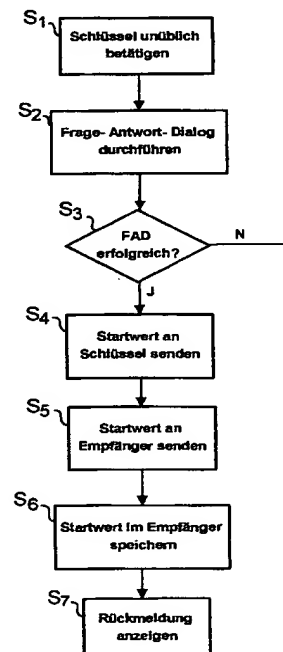 S1
Schlüssel unüblich
betätigen
S2
Frage- Antwort- Dialog
durchführen
S3
FAD
erfolgreich?
N
J
S4
Startwert an
Schlüssel senden
S5
Startwert an
Empfänger senden
S6
Startwert im Empfänger
speichern
S7
Rückmeldung
anzeigen